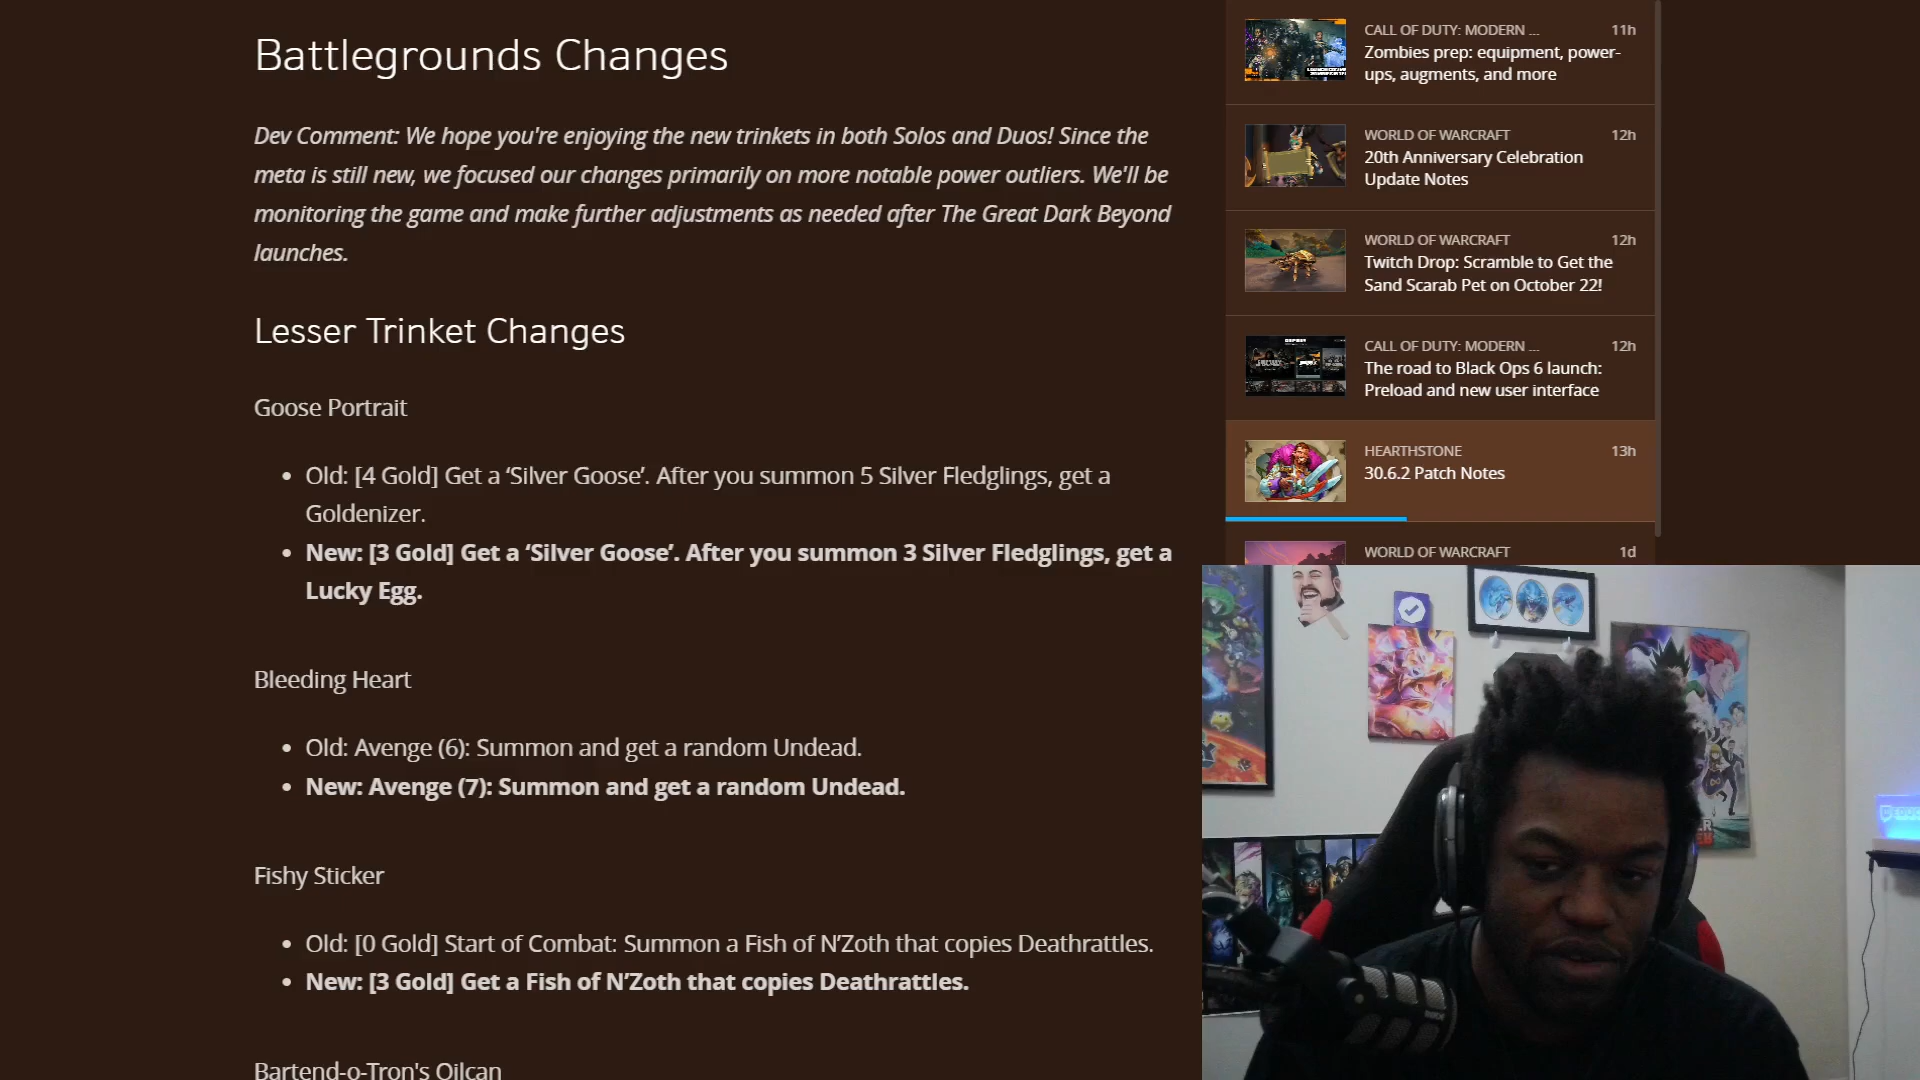 Battlegrounds Changes
Dev Comment: We hope you're enjoying the new trinkets in both Solos and Duos! Since the
meta is still new, we focused our changes primarily on more notable power outliers. We'll be
monitoring the game and make further adjustments as needed after The Great Dark Beyond
launches.
Lesser Trinket Changes
Goose Portrait
• Old: [4 Gold] Get a ‘Silver Goose’. After you summon 5 Silver Fledglings, get a
Goldenizer.
• New: [3 Gold] Get a ‘Silver Goose’. After you summon 3 Silver Fledglings, get a
Lucky Egg.
Bleeding Heart
• Old: Avenge (6): Summon and get a random Undead.
• New: Avenge (7): Summon and get a random Undead.
Fishy Sticker
• Old: [0 Gold] Start of Combat: Summon a Fish of N’Zoth that copies Deathrattles.
• New: [3 Gold] Get a Fish of N’Zoth that copies Deathrattles.
Bartend-o-Tron's Oilcan
CALL OF DUTY: MODERN ... 11h
Zombies prep: equipment, power-
ups, augments, and more
WORLD OF WARCRAFT 12h
20th Anniversary Celebration
Update Notes
WORLD OF WARCRAFT 12h
Twitch Drop: Scramble to Get the
Sand Scarab Pet on October 22!
CALL OF DUTY: MODERN ... 12h
The road to Black Ops 6 launch:
Preload and new user interface
HEARTHSTONE 13h
30.6.2 Patch Notes
WORLD OF WARCRAFT 1d